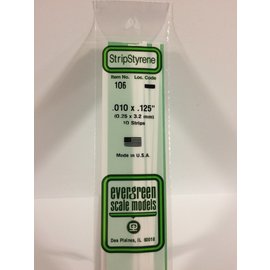 StripStyrene
Item No. Loc. Code
106
.010 x .125"
(0.25 x 3.2 mm)
10 Strips
Made in U.S.A.
evergreen
scale models
Des Plaines, IL 60018